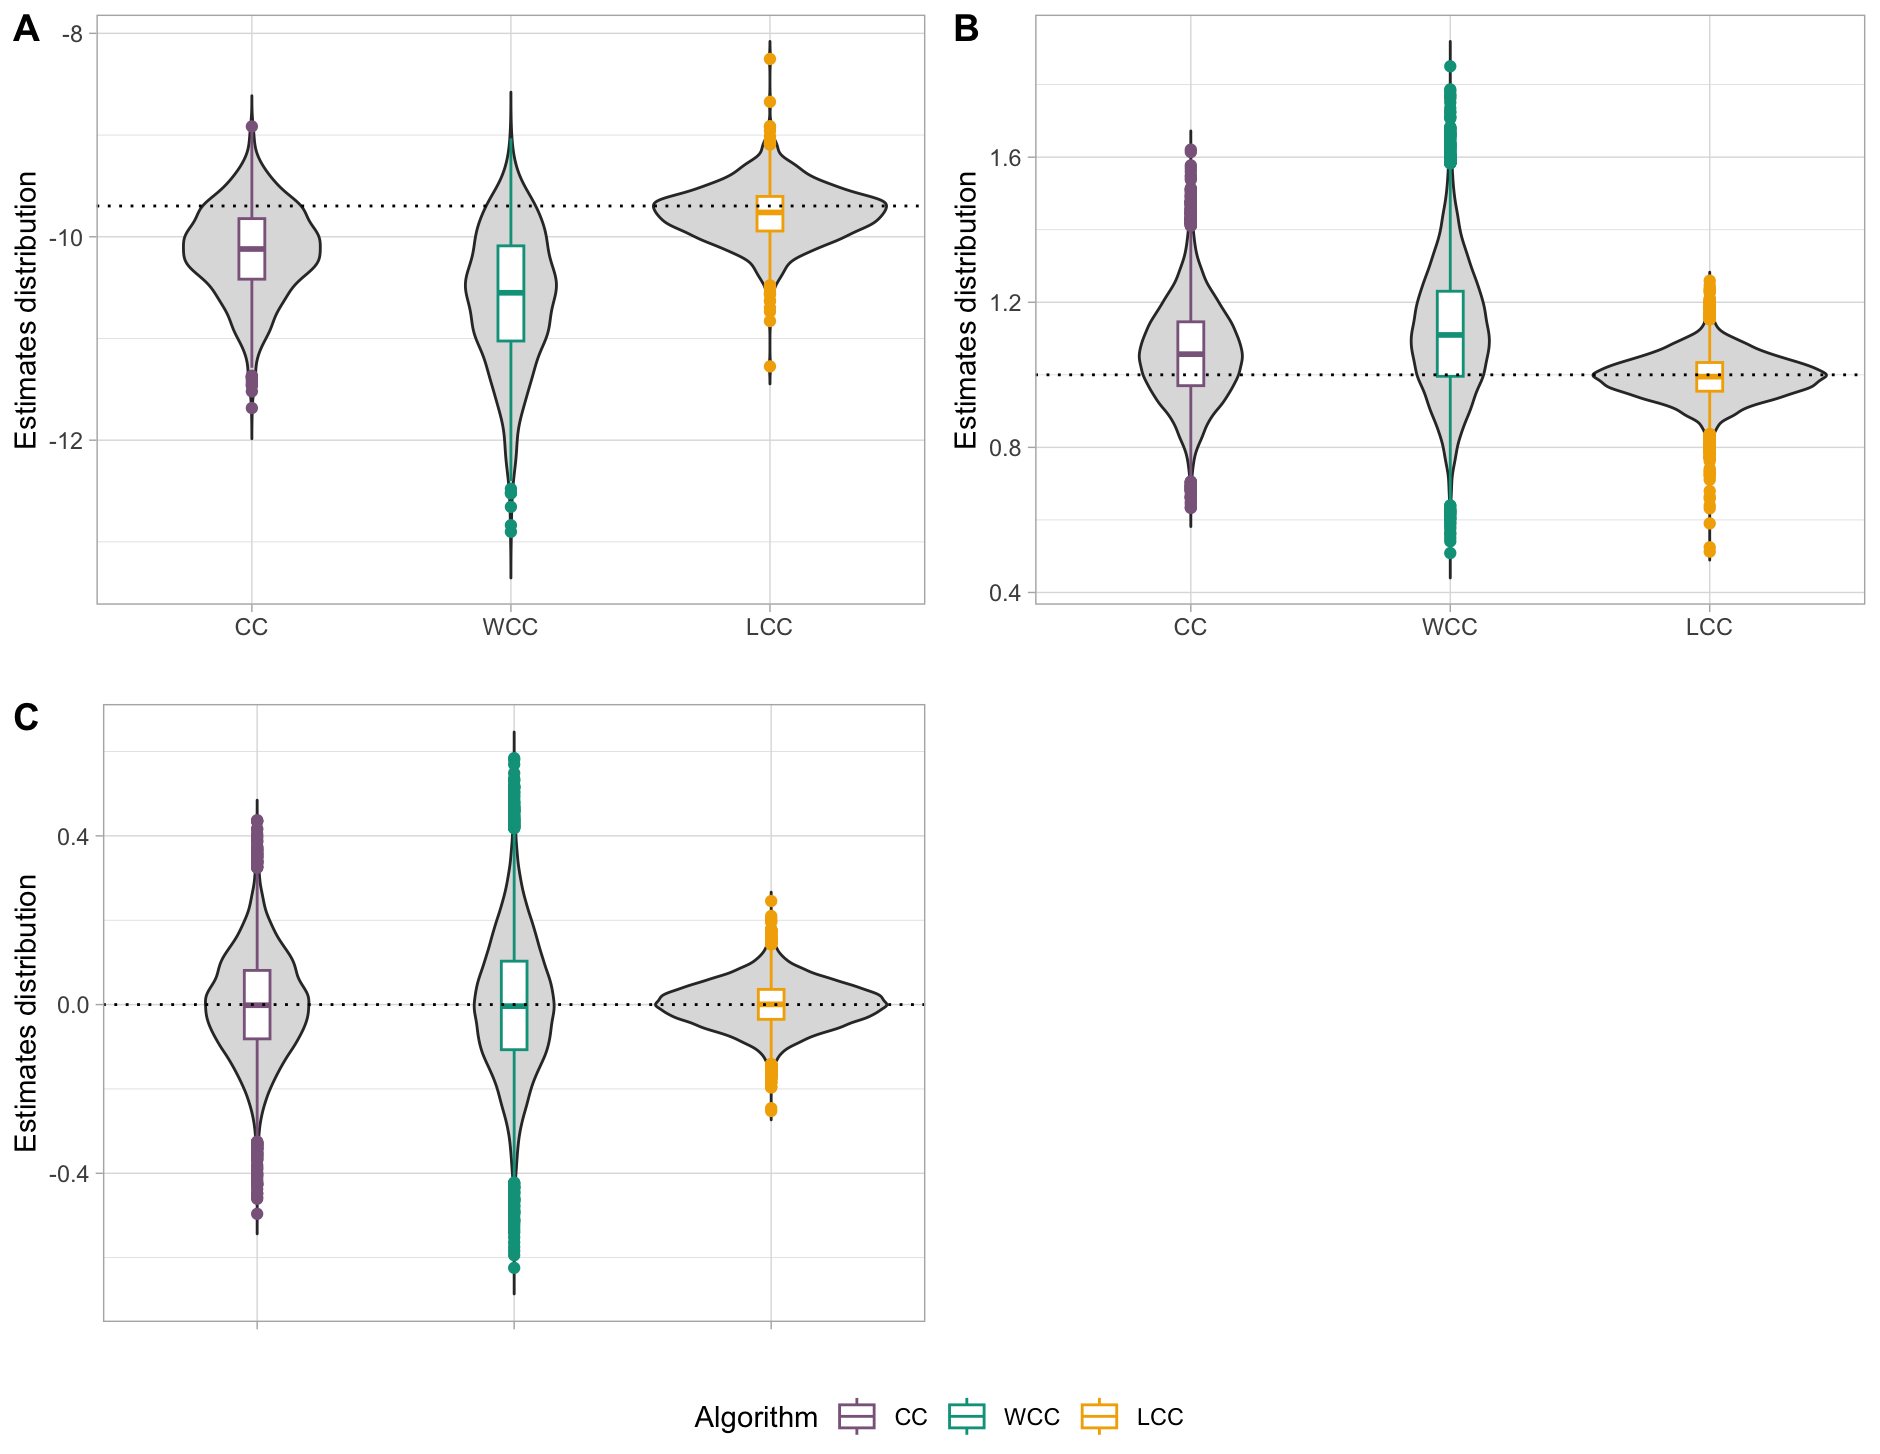 A
B
Estimates distribution
-8
-10
-12
CC
WCC
LCC
Estimates distribution
1.6
1.2
0.8
0.4
CC
WCC
LCC
C
Estimates distribution
0.4
0.0
-0.4
Algorithm CC WCC LCC